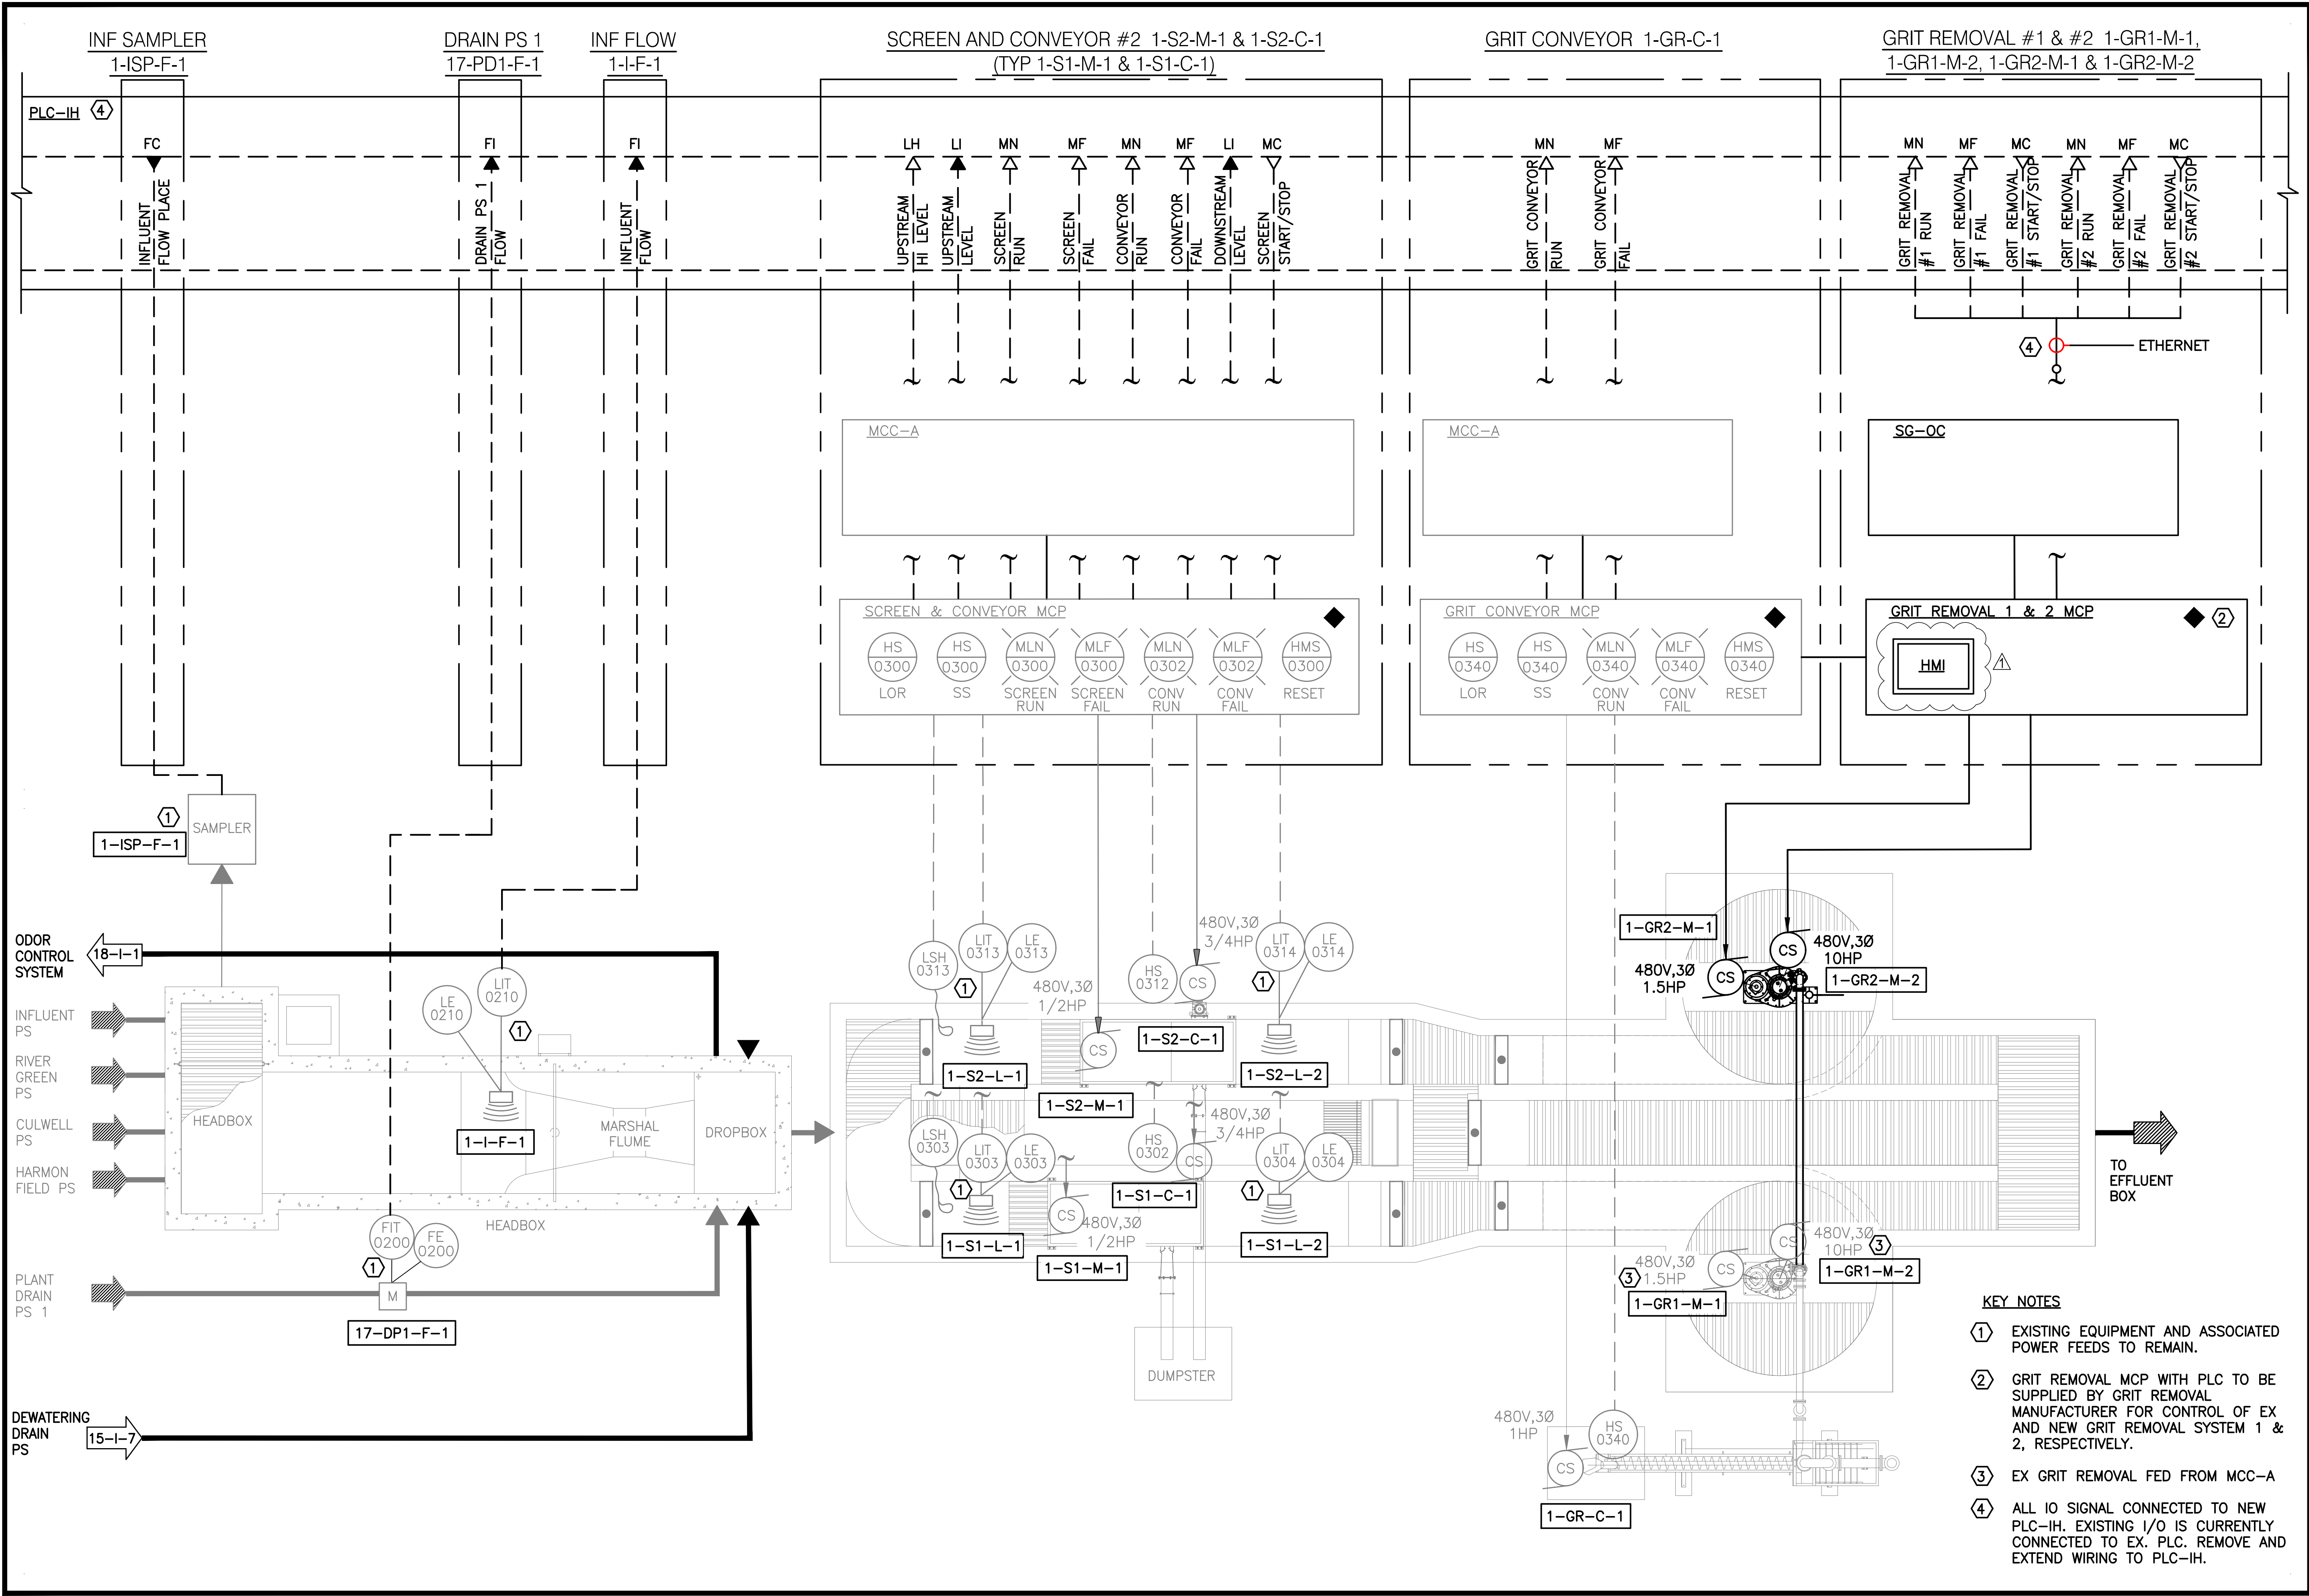 INF SAMPLER
1-ISP-F-1
DRAIN PS 1
17-PD1-F-1
INF FLOW
1-I-F-1
SCREEN AND CONVEYOR #2 1-S2-M-1 & 1-S2-C-1
(TYP 1-S1-M-1 & 1-S1-C-1)
GRIT CONVEYOR 1-GR-C-1
GRIT REMOVAL #1 & #2 1-GR1-M-1,
1-GR1-M-2, 1-GR2-M-1 & 1-GR2-M-2
PLC-IH
4
FC
FI
FI
LH
LI
MN
MF
MN
MF
LI
MC
MN
MF
MN
MF
MC
MN
MF
MC
INFLUENT
FLOW PLACE
DRAIN PS 1
FLOW
INFLUENT
FLOW
UPSTREAM
HI LEVEL
UPSTREAM
LEVEL
SCREEN
RUN
SCREEN
FAIL
CONVEYOR
RUN
CONVEYOR
FAIL
DOWNSTREAM
LEVEL
SCREEN
START/STOP
GRIT CONVEYOR
RUN
GRIT CONVEYOR
FAIL
GRIT REMOVAL
#1 RUN
GRIT REMOVAL
#1 FAIL
GRIT REMOVAL
#1 START/STOP
GRIT REMOVAL
#2 RUN
GRIT REMOVAL
#2 FAIL
GRIT REMOVAL
#2 START/STOP
4
ETHERNET
MCC-A
MCC-A
SG-OC
SCREEN & CONVEYOR MCP
HS
0300
LOR
HS
0300
SS
MLN
0300
SCREEN
RUN
MLF
0300
SCREEN
FAIL
MLN
0302
CONV
RUN
MLF
0302
CONV
FAIL
HMS
0300
RESET
GRIT CONVEYOR MCP
HS
0340
LOR
HS
0340
SS
MLN
0340
CONV
RUN
MLF
0340
CONV
FAIL
HMS
0340
RESET
GRIT REMOVAL 1 & 2 MCP
2
HMI
1
1
SAMPLER
1-ISP-F-1
ODOR
CONTROL
SYSTEM
18-I-1
INFLUENT
PS
RIVER
GREEN
PS
CULWELL
PS
HARMON
FIELD PS
PLANT
DRAIN
PS 1
DEWATERING
DRAIN
PS
15-I-7
HEADBOX
LE
0210
LIT
0210
1
1-I-F-1
MARSHAL
FLUME
DROPBOX
HEADBOX
FIT
0200
FE
0200
1
M
17-DP1-F-1
LSH
0313
LIT
0313
LE
0313
1
480V,3Ø
1/2HP
CS
HS
0312
480V,3Ø
3/4HP
CS
LIT
0314
LE
0314
1
1-S2-L-1
1-S2-C-1
1-S2-L-2
1-S2-M-1
LSH
0303
LIT
0303
LE
0303
1
HS
0302
480V,3Ø
3/4HP
CS
LIT
0304
LE
0304
1
1-S1-C-1
CS
480V,3Ø
1/2HP
1-S1-L-1
1-S1-L-2
1-S1-M-1
DUMPSTER
1-GR2-M-1
CS
480V,3Ø
10HP
480V,3Ø
1.5HP
CS
1-GR2-M-2
TO
EFFLUENT
BOX
CS
480V,3Ø
10HP
3
480V,3Ø
1.5HP
3
CS
1-GR1-M-2
1-GR1-M-1
480V,3Ø
1HP
HS
0340
CS
1-GR-C-1
KEY NOTES
1 EXISTING EQUIPMENT AND ASSOCIATED
POWER FEEDS TO REMAIN.
2 GRIT REMOVAL MCP WITH PLC TO BE
SUPPLIED BY GRIT REMOVAL
MANUFACTURER FOR CONTROL OF EX
AND NEW GRIT REMOVAL SYSTEM 1 &
2, RESPECTIVELY.
3 EX GRIT REMOVAL FED FROM MCC-A
4 ALL IO SIGNAL CONNECTED TO NEW
PLC-IH. EXISTING I/O IS CURRENTLY
CONNECTED TO EX. PLC. REMOVE AND
EXTEND WIRING TO PLC-IH.